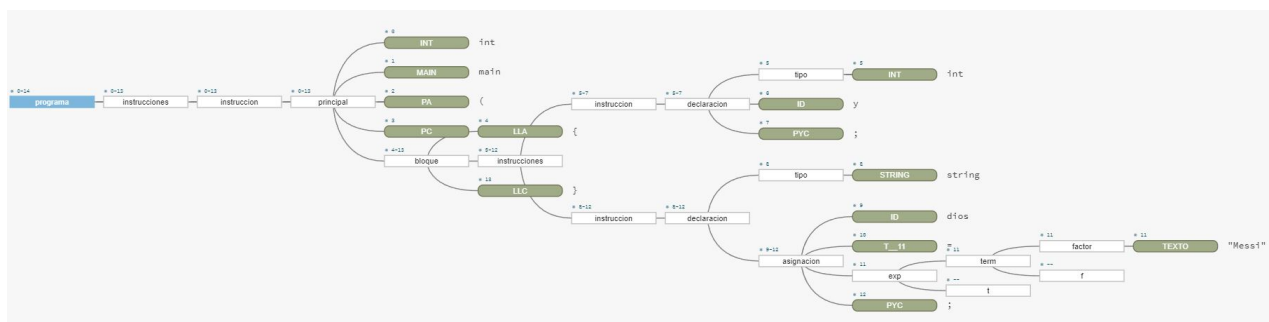 0-14
programa
0-13
instrucciones
0-13
instruccion
0-13
principal
0
INT int
1
MAIN main
2
PA (
3
PC
4-13
bloque
4
LLA {
5-12
instrucciones
13
LLC }
5-7
instruccion
5-7
declaracion
5
tipo
5
INT int
6
ID y
7
PYC ;
8-12
instruccion
8-12
declaracion
8
tipo
8
STRING string
9-12
asignacion
9
ID dios
10
T__11 =
11
exp
11
term
11
factor
11
TEXTO "Messi"
--
f
--
t
12
PYC ;